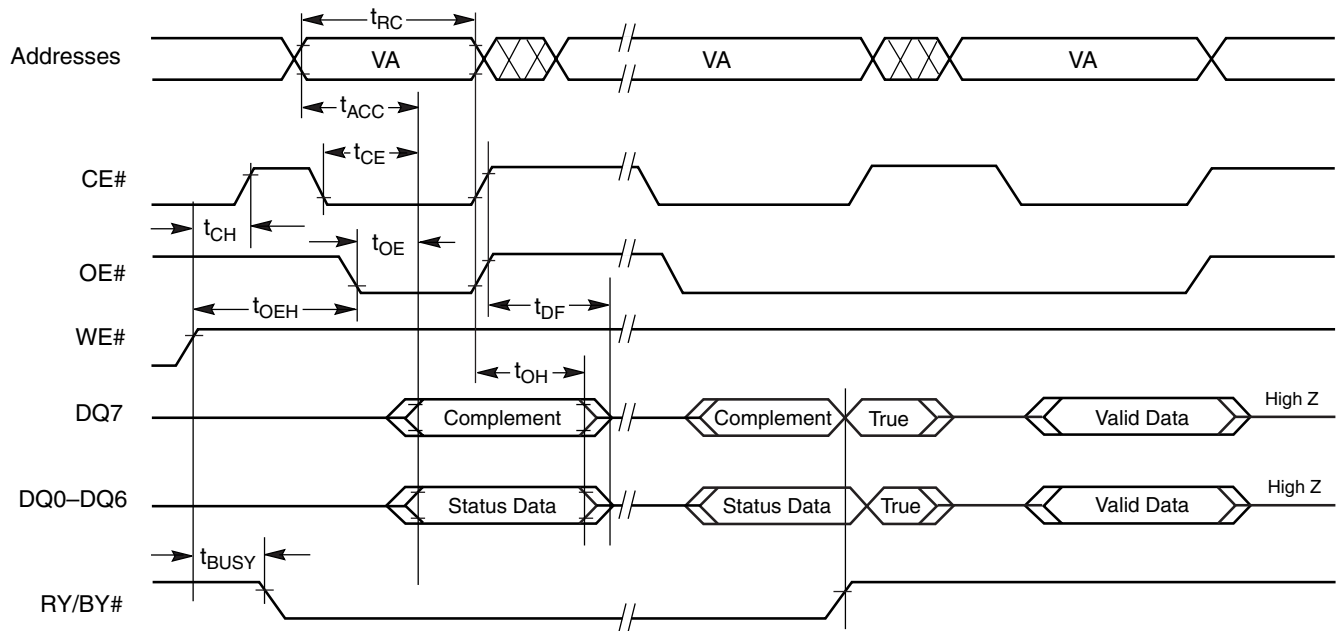 tRC
Addresses VA VA VA
tACC
tCE
CE#
tCH tOE
OE#
tOEH tDF
WE#
tOH
DQ7 Complement Complement True Valid Data High Z
DQ0–DQ6 Status Data Status Data True Valid Data High Z
tBUSY
RY/BY#